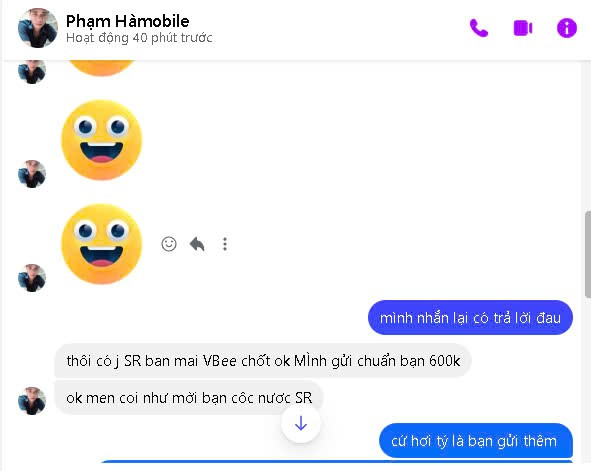 Phạm Hàmobile
Hoạt động 40 phút trước
mình nhắn lại có trả lời đau
thôi có j SR ban mai VBee chốt ok MÌnh gửi chuẩn bạn 600k
ok men coi như mời bạn côc nược SR
cứ hơi tý là bạn gửi thêm